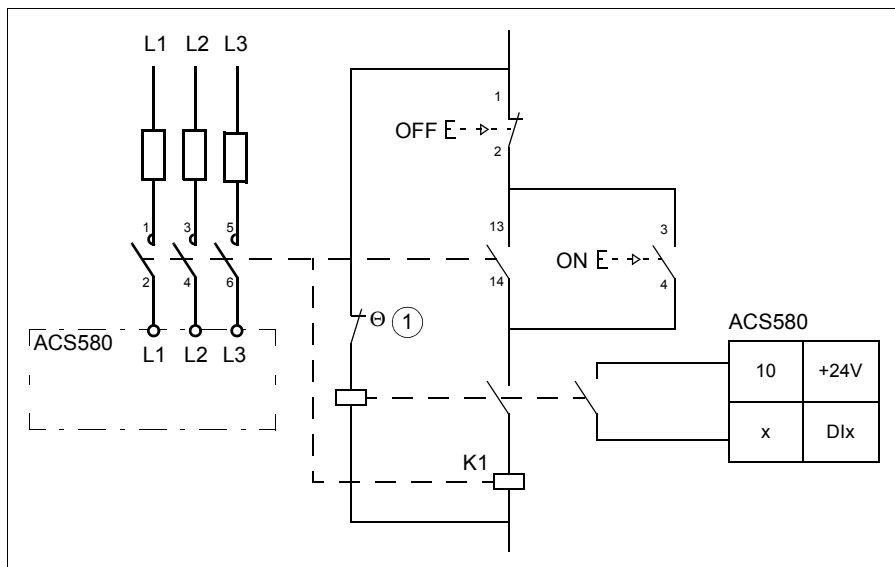 L1 L2 L3
1
OFF
2
1 3 5
13
3
ON
2 4 6
14
4
Θ 1
ACS580
L1 L2 L3
ACS580
10 +24V
x DIx
K1